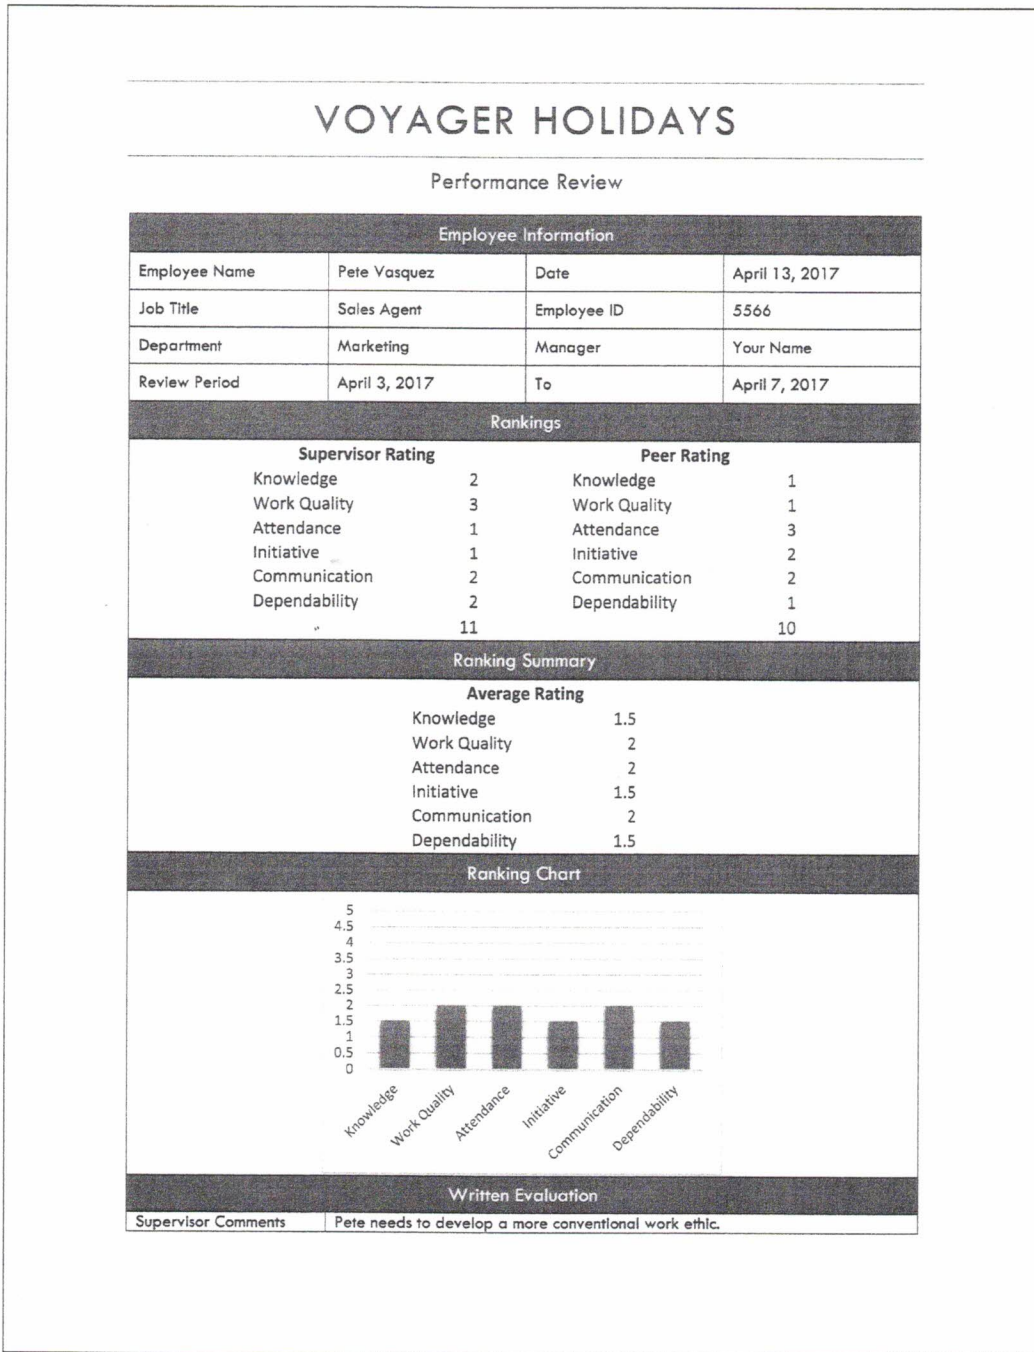 VOYAGER HOLIDAYS
Performance Review
Employee Information
Employee Name Pete Vasquez Date April 13, 2017
Job Title Sales Agent Employee ID 5566
Department Marketing Manager Your Name
Review Period April 3, 2017 To April 7, 2017
Rankings
Supervisor Rating Peer Rating
Knowledge 2 Knowledge 1
Work Quality 3 Work Quality 1
Attendance 1 Attendance 3
Initiative 1 Initiative 2
Communication 2 Communication 2
Dependability 2 Dependability 1
11 10
Ranking Summary
Average Rating
Knowledge 1.5
Work Quality 2
Attendance 2
Initiative 1.5
Communication 2
Dependability 1.5
Ranking Chart
5
4.5
4
3.5
3
2.5
2
1.5
1
0.5
0
Knowledge Work Quality Attendance Initiative Communication Dependability
Written Evaluation
Supervisor Comments Pete needs to develop a more conventional work ethic.